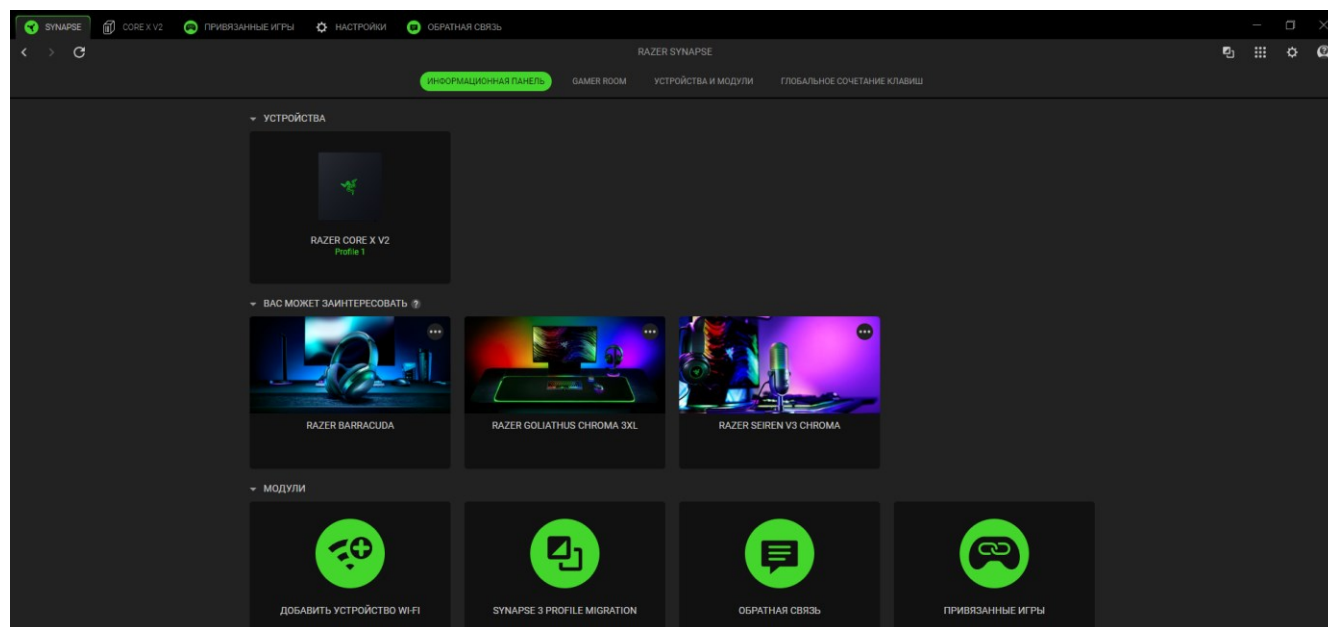 SYNAPSE CORE X V2 ПРИВЯЗАННЫЕ ИГРЫ НАСТРОЙКИ ОБРАТНАЯ СВЯЗЬ
RAZER SYNAPSE
ИНФОРМАЦИОННАЯ ПАНЕЛЬ GAMER ROOM УСТРОЙСТВА И МОДУЛИ ГЛОБАЛЬНОЕ СОЧЕТАНИЕ КЛАВИШ
УСТРОЙСТВА
RAZER CORE X V2
Profile 1
ВАС МОЖЕТ ЗАИНТЕРЕСОВАТЬ ?
RAZER BARRACUDA RAZER GOLIATHUS CHROMA 3XL RAZER SEIREN V3 CHROMA
МОДУЛИ
ДОБАВИТЬ УСТРОЙСТВО WI-FI SYNAPSE 3 PROFILE MIGRATION ОБРАТНАЯ СВЯЗЬ ПРИВЯЗАННЫЕ ИГРЫ